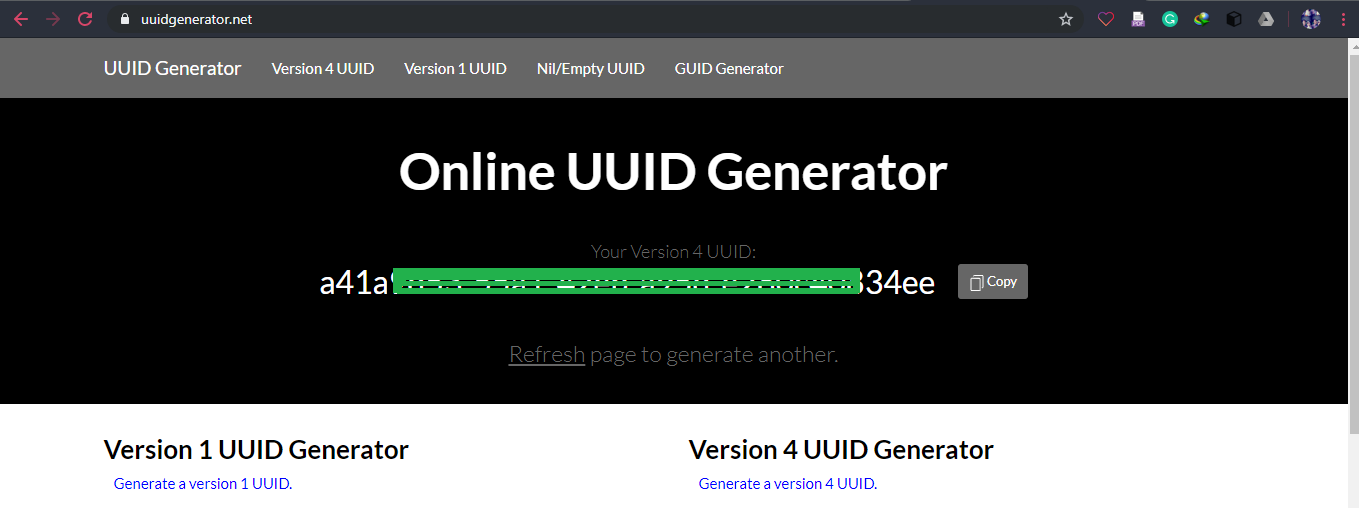 uuidgenerator.net
UUID Generator Version 4 UUID Version 1 UUID Nil/Empty UUID GUID Generator
Online UUID Generator
Your Version 4 UUID:
a41a 334ee Copy
Refresh page to generate another.
Version 1 UUID Generator Version 4 UUID Generator
Generate a version 1 UUID. Generate a version 4 UUID.